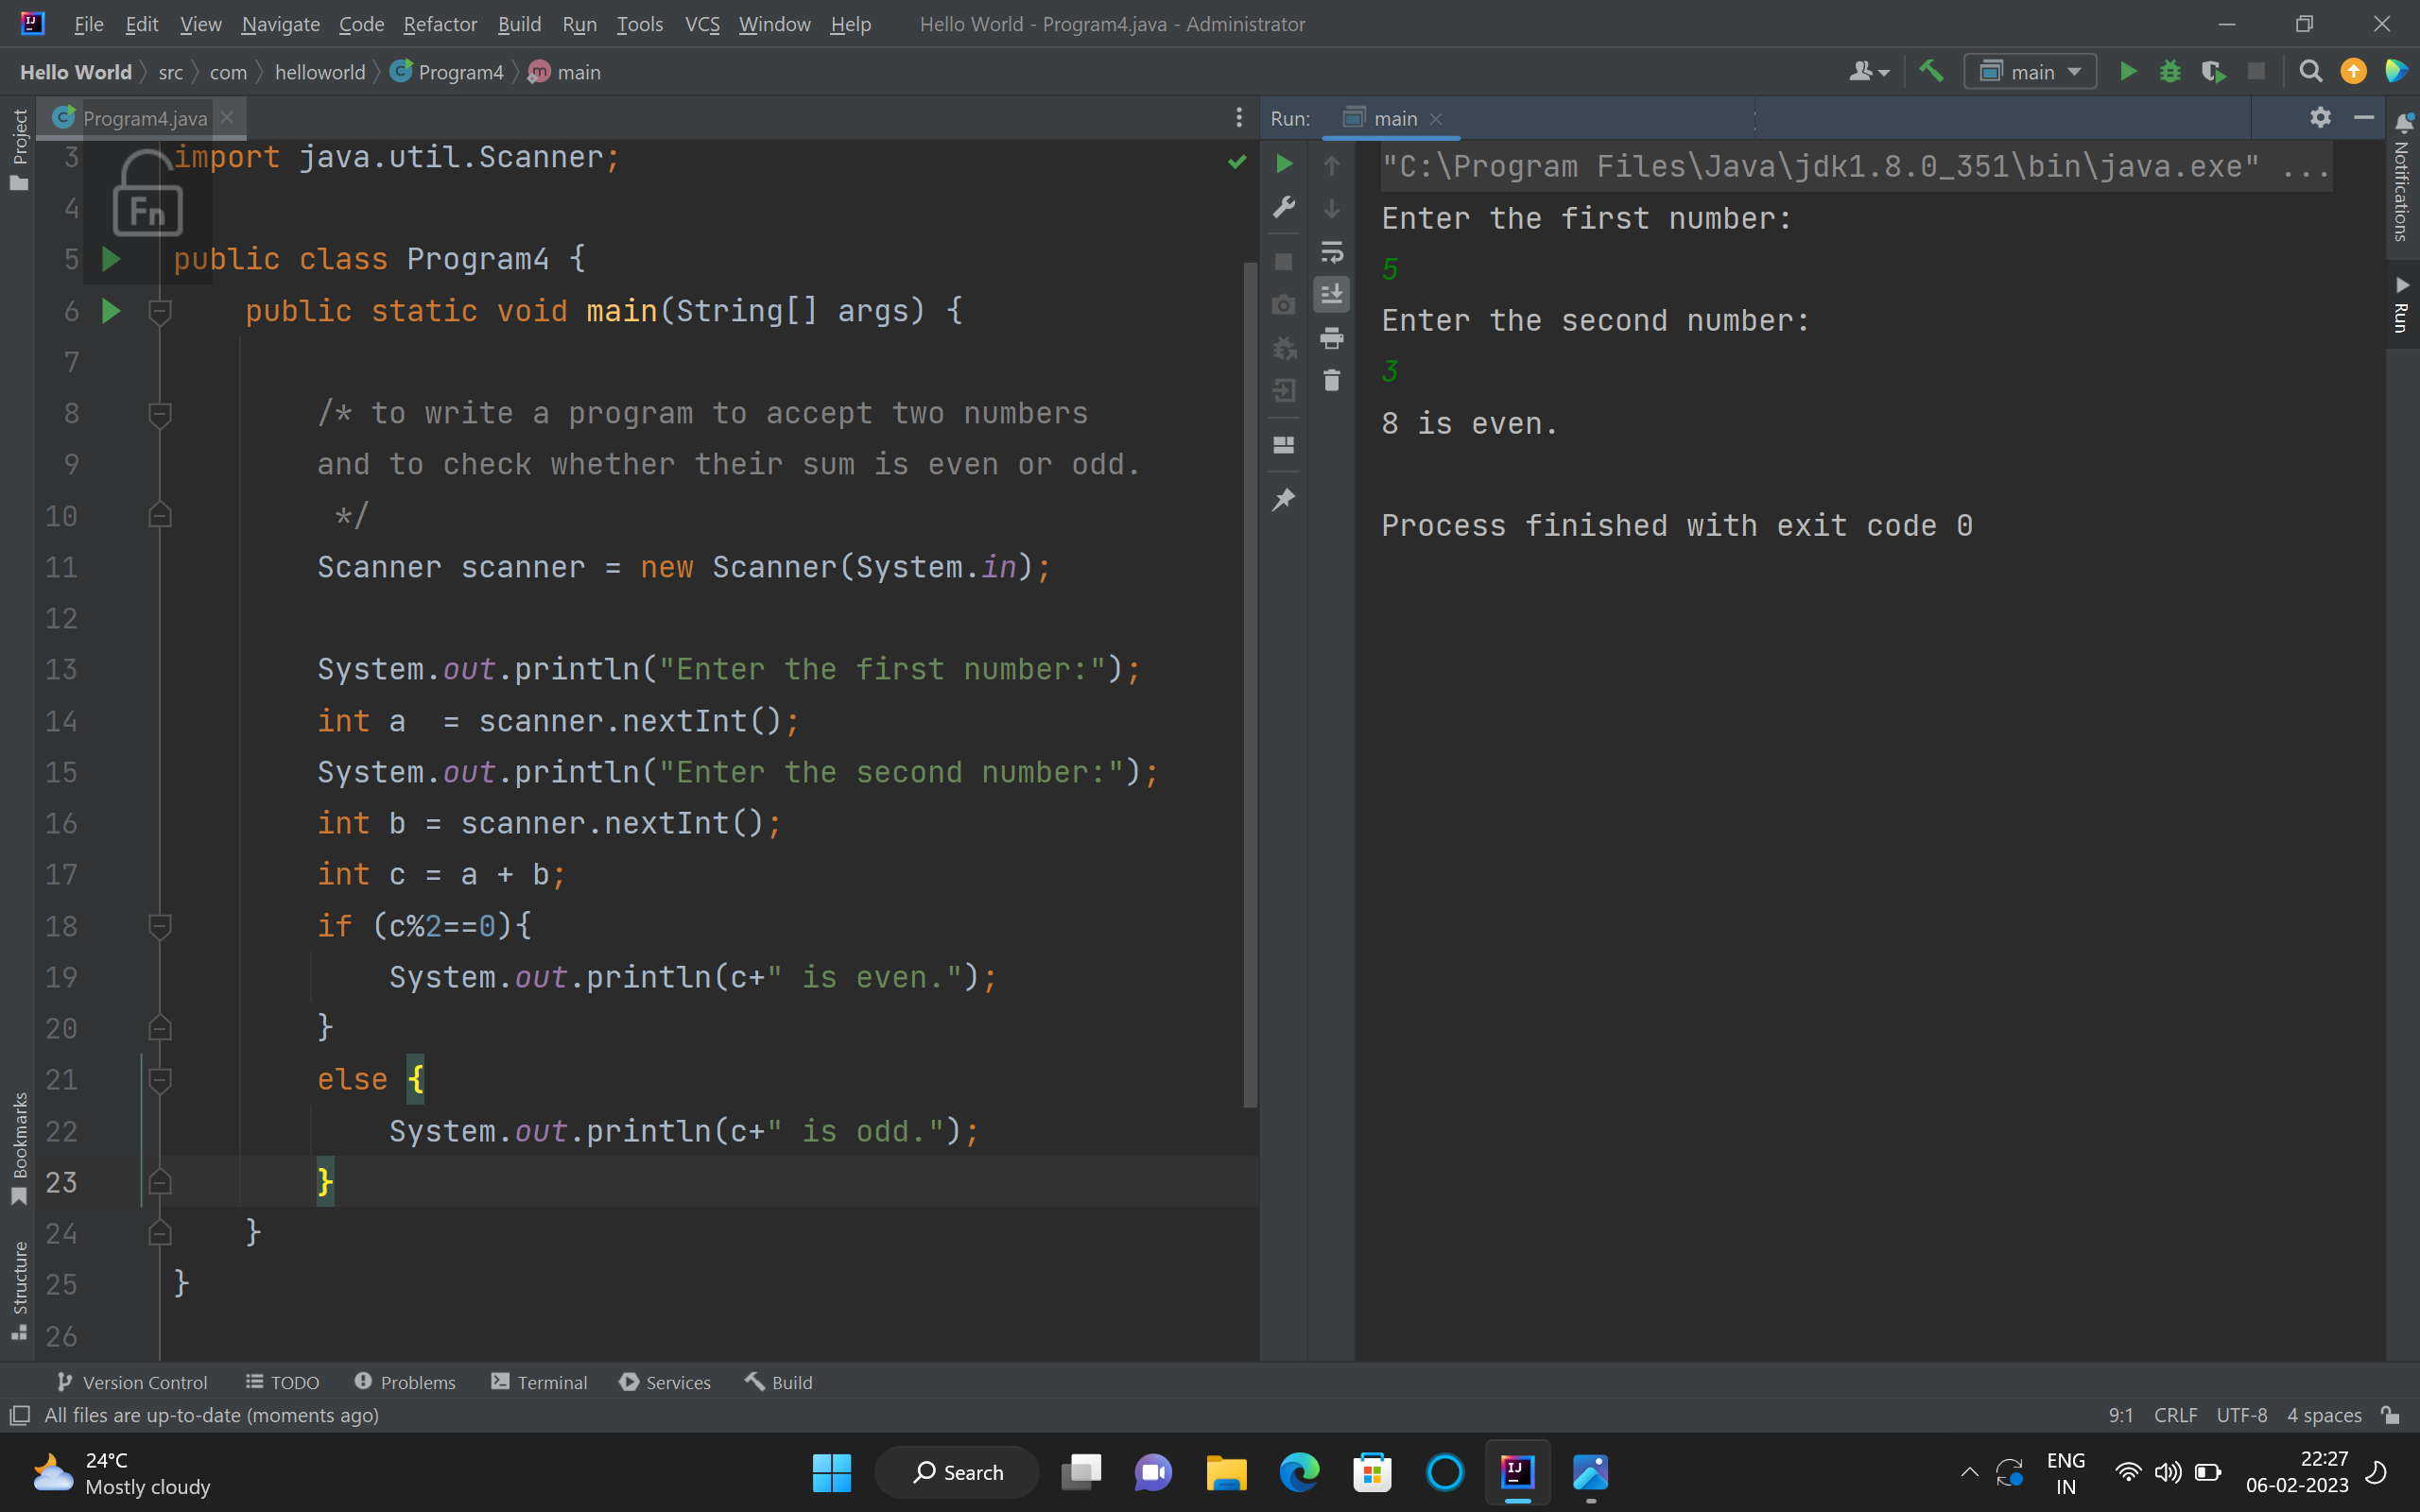 File Edit View Navigate Code Refactor Build Run Tools VCS Window Help Hello World - Program4.java - Administrator
Hello World src com helloworld Program4 main main
Program4.java
Run: main
Project
Notifications
Run
Bookmarks
Structure
Fn
3 import java.util.Scanner;
4
5 public class Program4 {
6 public static void main(String[] args) {
7
8 /* to write a program to accept two numbers
9 and to check whether their sum is even or odd.
10 */
11 Scanner scanner = new Scanner(System.in);
12
13 System.out.println("Enter the first number:");
14 int a  = scanner.nextInt();
15 System.out.println("Enter the second number:");
16 int b = scanner.nextInt();
17 int c = a + b;
18 if (c%2==0){
19 System.out.println(c+" is even.");
20 }
21 else {
22 System.out.println(c+" is odd.");
23 }
24 }
25 }
26
"C:\Program Files\Java\jdk1.8.0_351\bin\java.exe" ...
Enter the first number:
5
Enter the second number:
3
8 is even.
Process finished with exit code 0
Version Control TODO Problems Terminal Services Build
All files are up-to-date (moments ago) 9:1 CRLF UTF-8 4 spaces
24°C
Mostly cloudy
Search
ENG
IN
22:27
06-02-2023